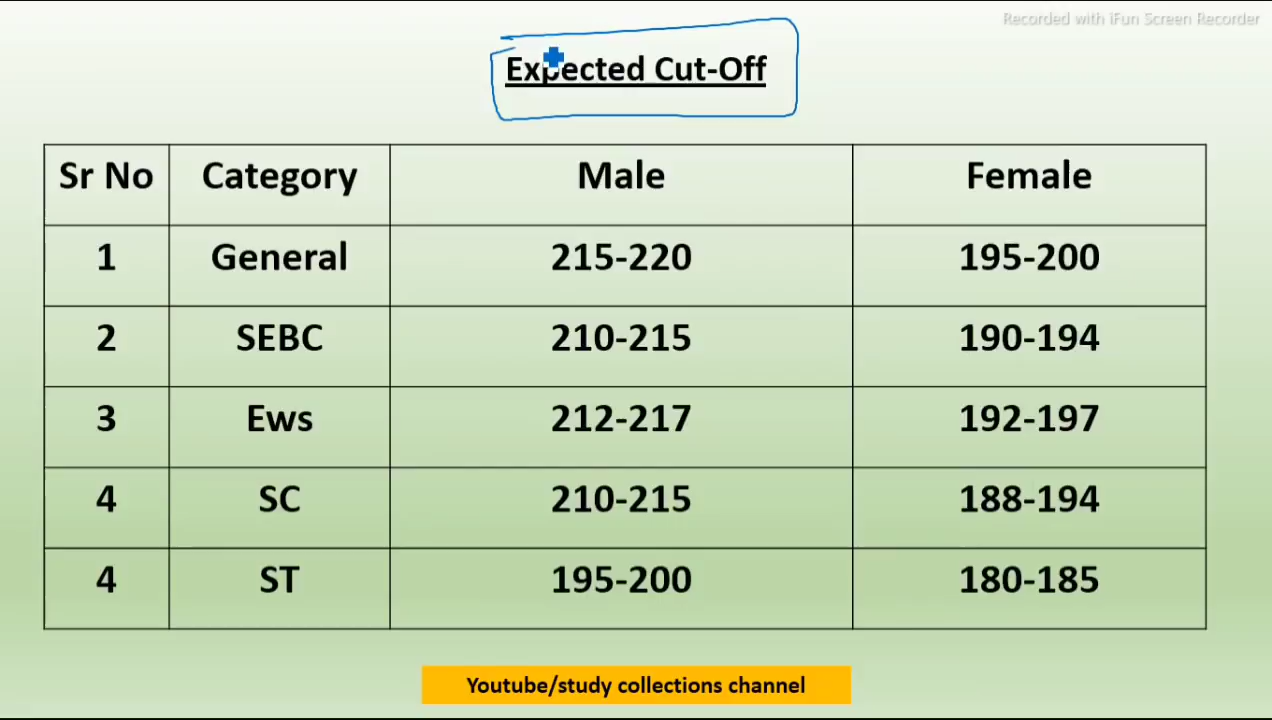 Recorded with iFun Screen Recorder
Expected Cut-Off
Sr No Category Male Female
1 General 215-220 195-200
2 SEBC 210-215 190-194
3 Ews 212-217 192-197
4 SC 210-215 188-194
4 ST 195-200 180-185
Youtube/study collections channel